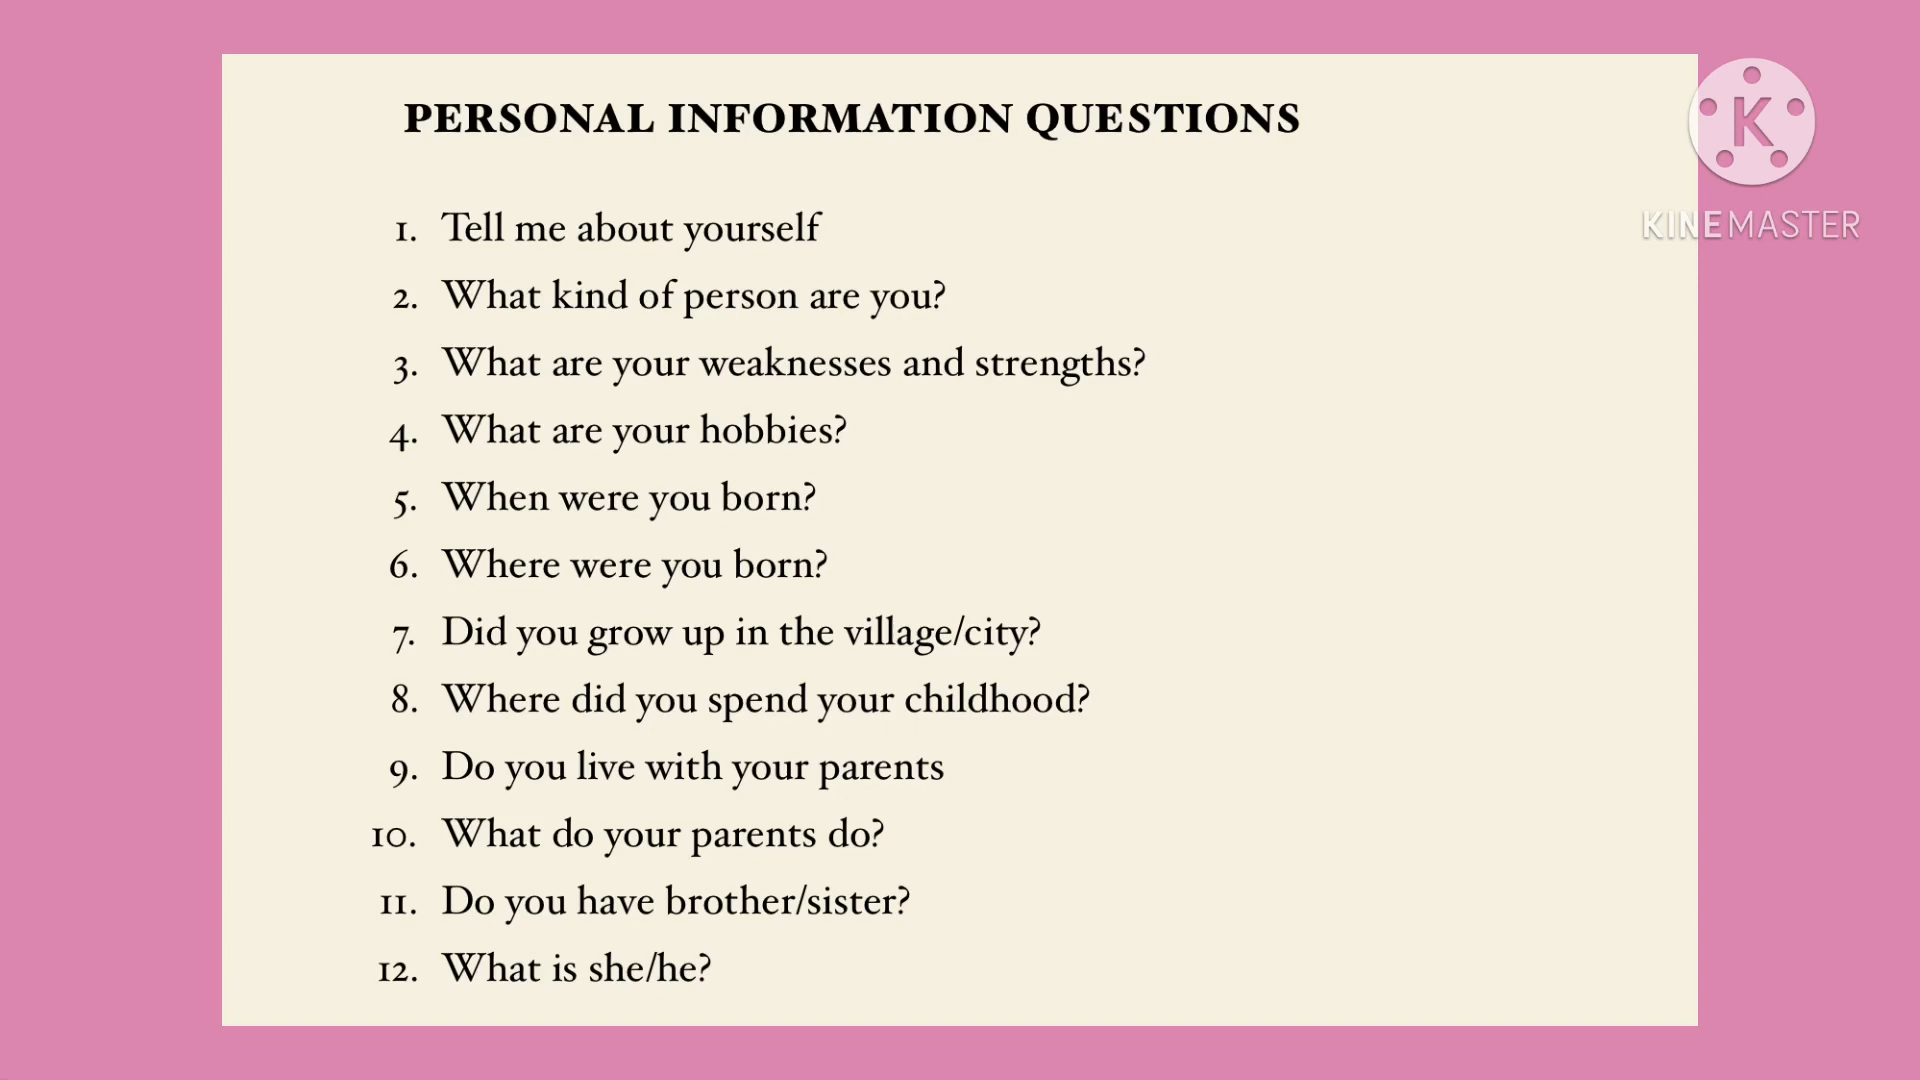 PERSONAL INFORMATION QUESTIONS
1. Tell me about yourself
2. What kind of person are you?
3. What are your weaknesses and strengths?
4. What are your hobbies?
5. When were you born?
6. Where were you born?
7. Did you grow up in the village/city?
8. Where did you spend your childhood?
9. Do you live with your parents
10. What do your parents do?
11. Do you have brother/sister?
12. What is she/he?
K
KINEMASTER